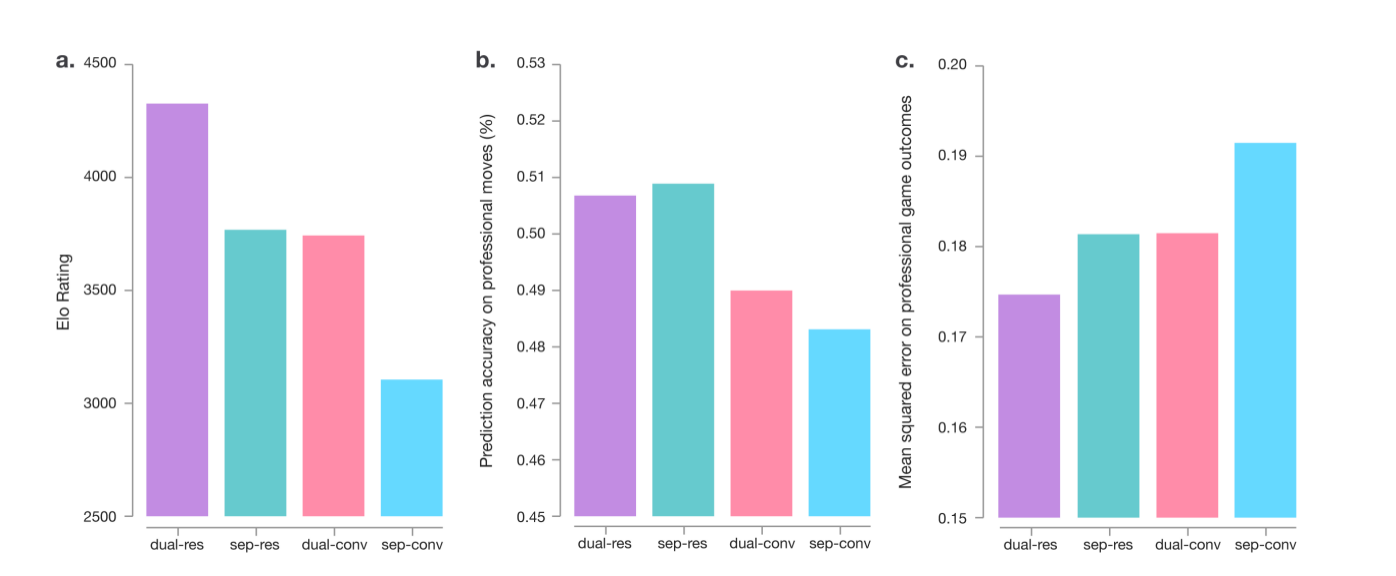 a.
Elo Rating
4500
4000
3500
3000
2500
dual-res
sep-res
dual-conv
sep-conv
b.
Prediction accuracy on professional moves (%)
0.53
0.52
0.51
0.50
0.49
0.48
0.47
0.46
0.45
dual-res
sep-res
dual-conv
sep-conv
c.
Mean squared error on professional game outcomes
0.20
0.19
0.18
0.17
0.16
0.15
dual-res
sep-res
dual-conv
sep-conv